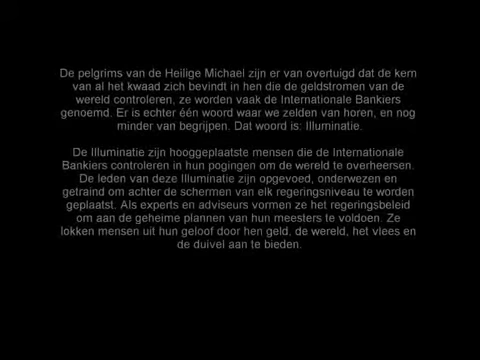 De pelgrims van de Heilige Michael zijn er van overtuigd dat de kern
van al het kwaad zich bevindt in hen die de geldstromen van de
wereld controleren, ze worden vaak de Internationale Bankiers
genoemd. Er is echter één woord waar we zelden van horen, en nog
minder van begrijpen. Dat woord is: Illuminatie.
De Illuminatie zijn hooggeplaatste mensen die de Internationale
Bankiers controleren in hun pogingen om de wereld te overheersen.
De leden van deze Illuminatie zijn opgevoed, onderwezen en
getraind om achter de schermen van elk regeringsniveau te worden
geplaatst. Als experts en adviseurs vormen ze het regeringsbeleid
om aan de geheime plannen van hun meesters te voldoen. Ze
lokken mensen uit hun geloof door hen geld, de wereld, het vlees en
de duivel aan te bieden.